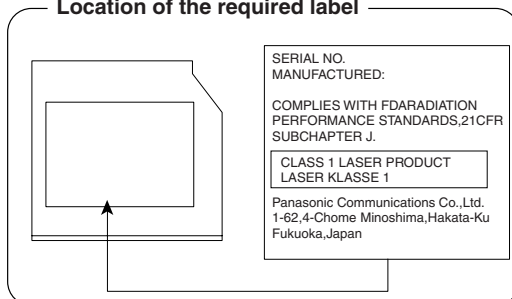 Location of the required label
SERIAL NO.
MANUFACTURED:
COMPLIES WITH FDARADIATION
PERFORMANCE STANDARDS,21CFR
SUBCHAPTER J.
CLASS 1 LASER PRODUCT
LASER KLASSE 1
Panasonic Communications Co.,Ltd.
1-62,4-Chome Minoshima,Hakata-Ku
Fukuoka,Japan